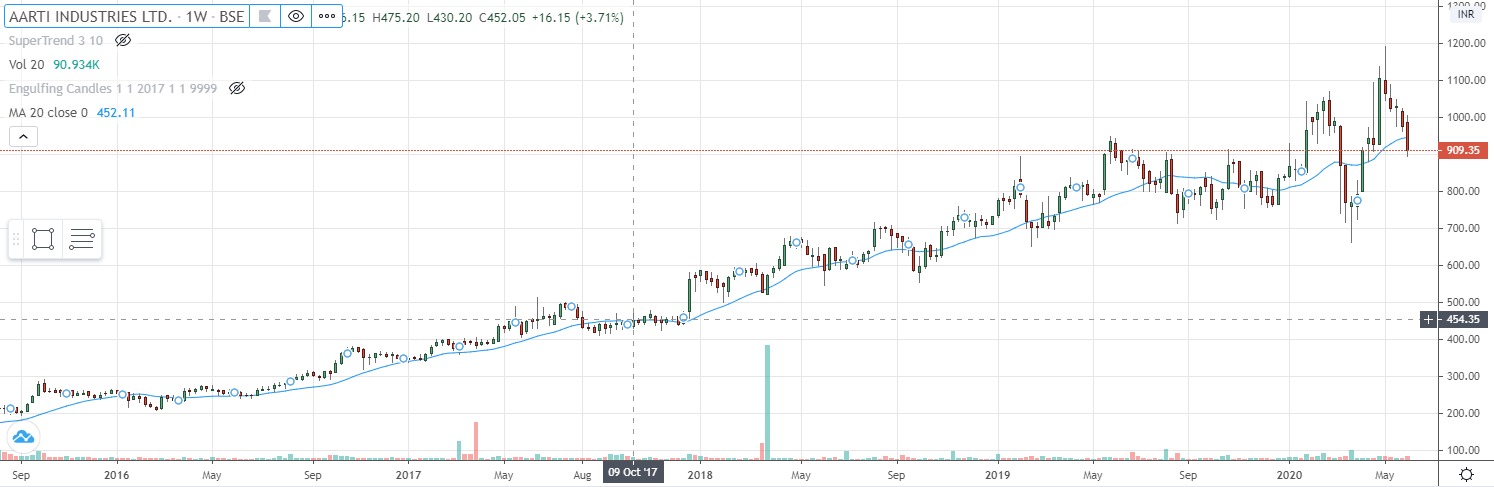 AARTI INDUSTRIES LTD. - 1W - BSE 6.15 H475.20 L430.20 C452.05 +16.15 (+3.71%)
SuperTrend 3 10
Vol 20 90.934K
Engulfing Candles 1 1 2017 1 1 9999
MA 20 close 0 452.11
1300.00
INR
1200.00
1100.00
1000.00
909.35
800.00
700.00
600.00
500.00
454.35
400.00
300.00
200.00
100.00
Sep 2016 May Sep 2017 May Aug 09 Oct '17 2018 May Sep 2019 May Sep 2020 May